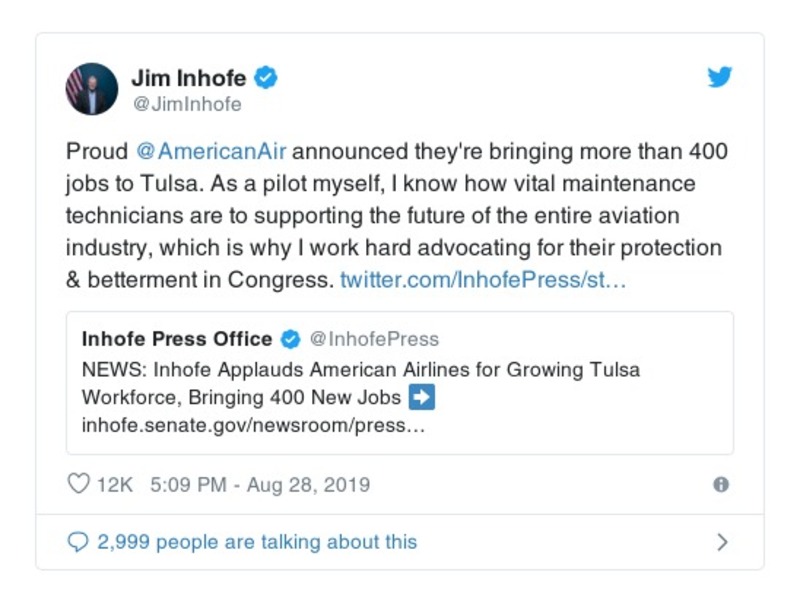 Jim Inhofe
@JimInhofe
Proud @AmericanAir announced they're bringing more than 400
jobs to Tulsa. As a pilot myself, I know how vital maintenance
technicians are to supporting the future of the entire aviation
industry, which is why I work hard advocating for their protection
& betterment in Congress. twitter.com/InhofePress/st…
Inhofe Press Office @InhofePress
NEWS: Inhofe Applauds American Airlines for Growing Tulsa
Workforce, Bringing 400 New Jobs ➡
inhofe.senate.gov/newsroom/press…
12K 5:09 PM - Aug 28, 2019
2,999 people are talking about this